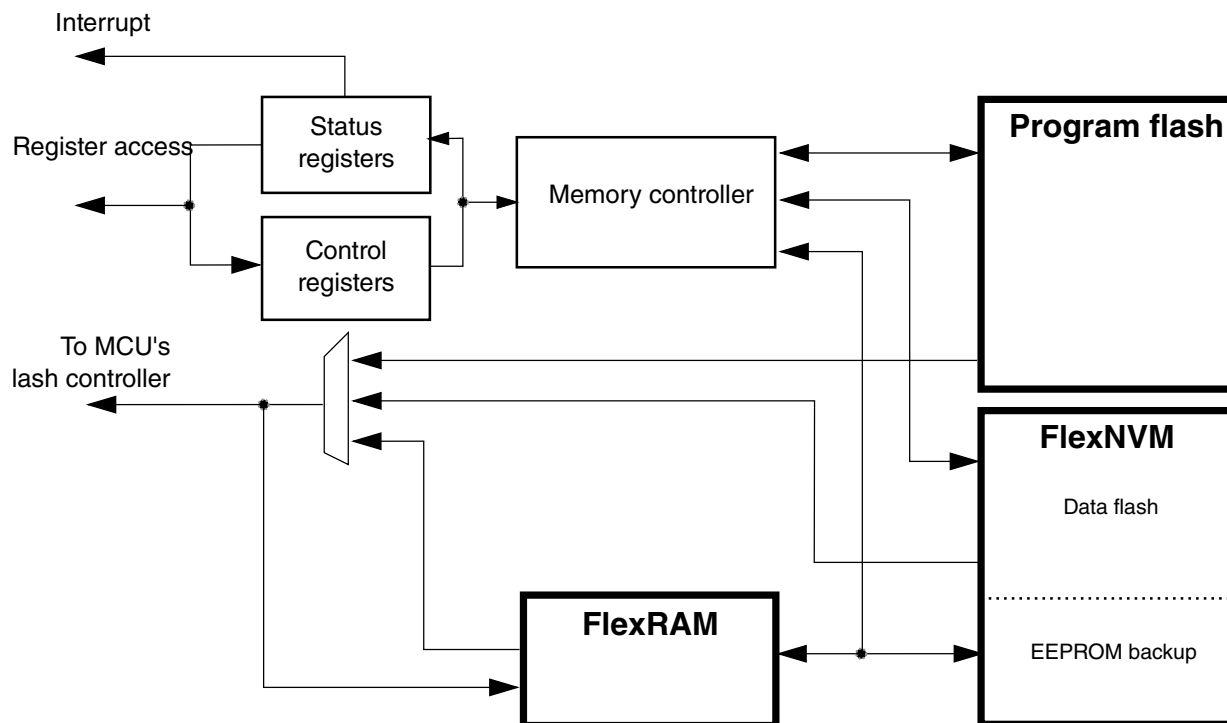 Interrupt
Register access
Status
registers
Control
registers
Memory controller
Program flash
To MCU's
lash controller
FlexNVM
Data flash
EEPROM backup
FlexRAM